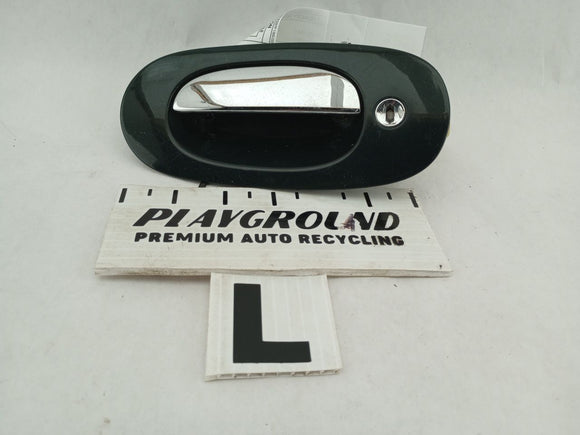 PLAYGROUND
PREMIUM AUTO RECYCLING
L